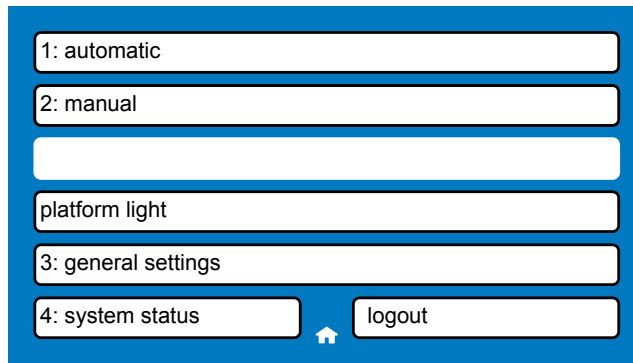 1: automatic
2: manual
platform light
3: general settings
4: system status
logout